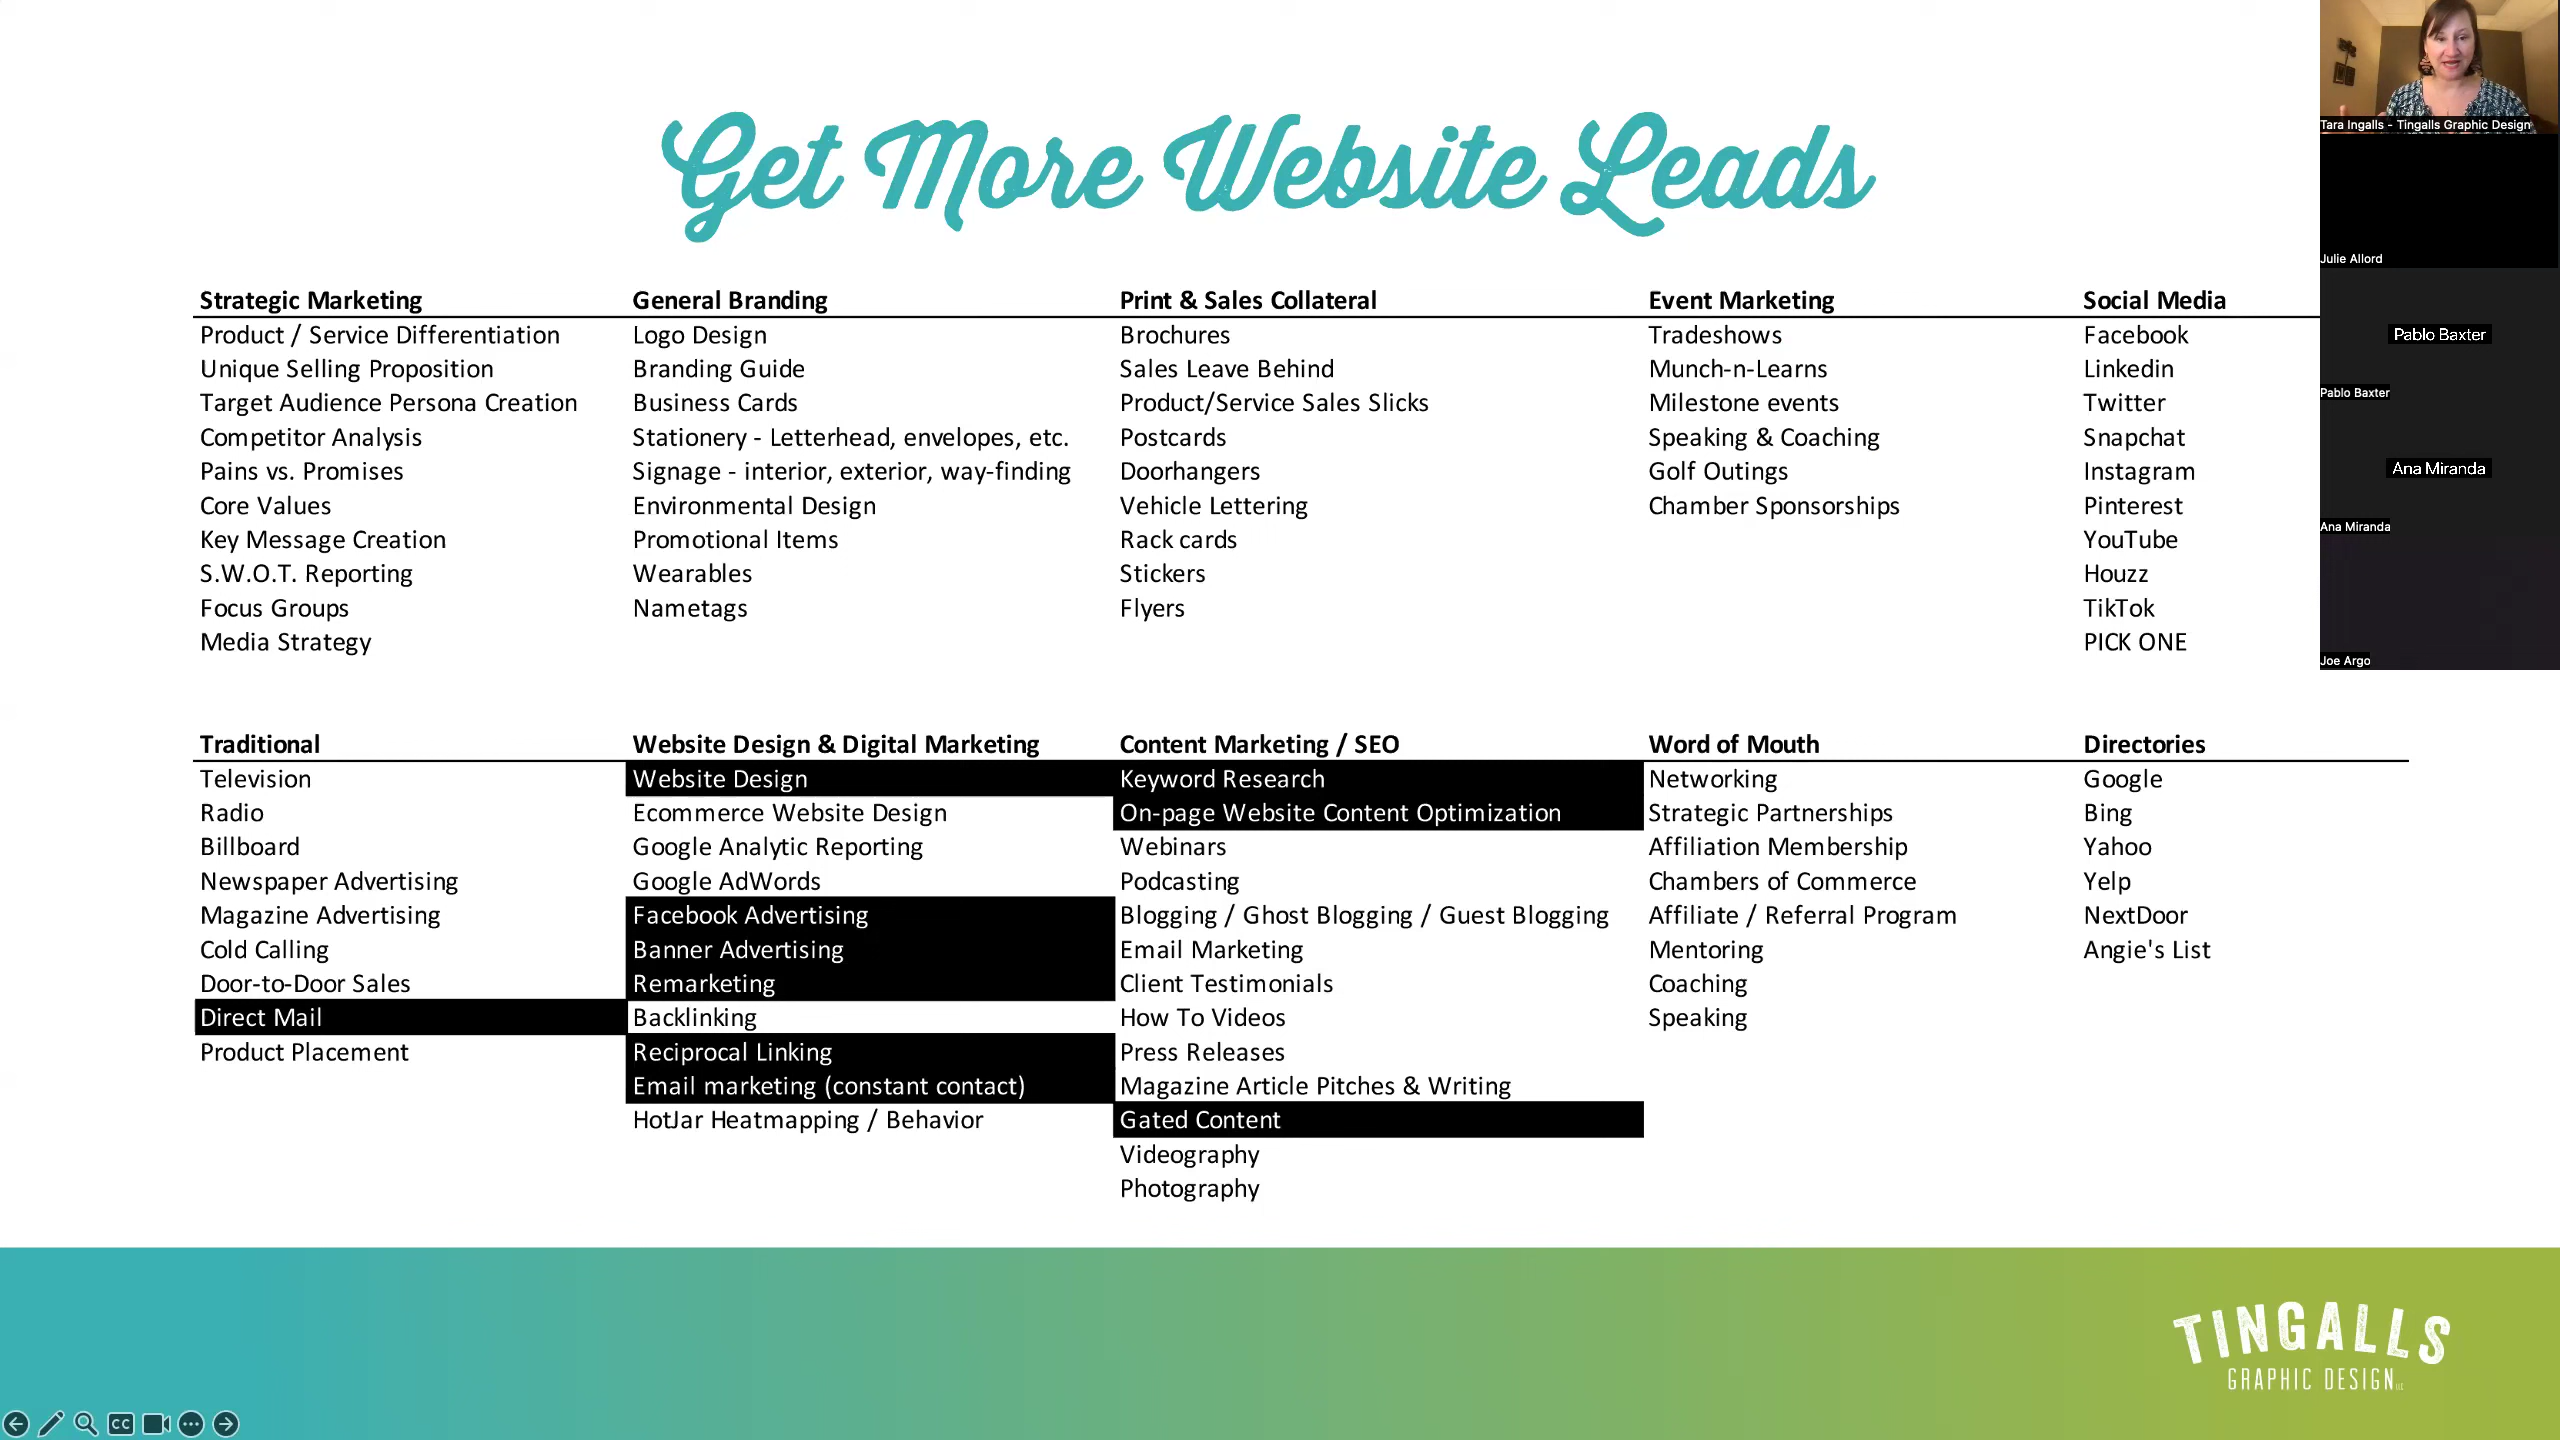 Get More Website Leads
Strategic Marketing
Product / Service Differentiation
Unique Selling Proposition
Target Audience Persona Creation
Competitor Analysis
Pains vs. Promises
Core Values
Key Message Creation
S.W.O.T. Reporting
Focus Groups
Media Strategy
General Branding
Logo Design
Branding Guide
Business Cards
Stationery - Letterhead, envelopes, etc.
Signage - interior, exterior, way-finding
Environmental Design
Promotional Items
Wearables
Nametags
Print & Sales Collateral
Brochures
Sales Leave Behind
Product/Service Sales Slicks
Postcards
Doorhangers
Vehicle Lettering
Rack cards
Stickers
Flyers
Event Marketing
Tradeshows
Munch-n-Learns
Milestone events
Speaking & Coaching
Golf Outings
Chamber Sponsorships
Social Media
Facebook
Linkedin
Twitter
Snapchat
Instagram
Pinterest
YouTube
Houzz
TikTok
PICK ONE
Traditional
Television
Radio
Billboard
Newspaper Advertising
Magazine Advertising
Cold Calling
Door-to-Door Sales
Direct Mail
Product Placement
Website Design & Digital Marketing
Website Design
Ecommerce Website Design
Google Analytic Reporting
Google AdWords
Facebook Advertising
Banner Advertising
Remarketing
Backlinking
Reciprocal Linking
Email marketing (constant contact)
HotJar Heatmapping / Behavior
Content Marketing / SEO
Keyword Research
On-page Website Content Optimization
Webinars
Podcasting
Blogging / Ghost Blogging / Guest Blogging
Email Marketing
Client Testimonials
How To Videos
Press Releases
Magazine Article Pitches & Writing
Gated Content
Videography
Photography
Word of Mouth
Networking
Strategic Partnerships
Affiliation Membership
Chambers of Commerce
Affiliate / Referral Program
Mentoring
Coaching
Speaking
Directories
Google
Bing
Yahoo
Yelp
NextDoor
Angie's List
Tara Ingalls - Tingalls Graphic Design
Julie Allord
Pablo Baxter
Pablo Baxter
Ana Miranda
Ana Miranda
Joe Argo
TINGALLS
GRAPHIC DESIGN LLC
CC